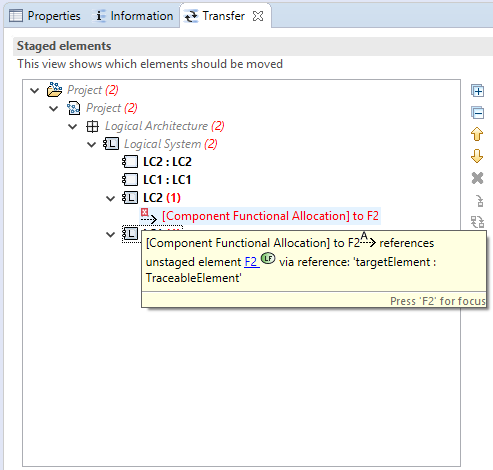 Properties Information Transfer
Staged elements
This view shows which elements should be moved
Project (2)
Project (2)
Logical Architecture (2)
Logical System (2)
LC2 : LC2
LC1 : LC1
LC2 (1)
[Component Functional Allocation] to F2
[Component Functional Allocation] to F2 references
unstaged element F2 via reference: 'targetElement :
TraceableElement'
Press 'F2' for focus